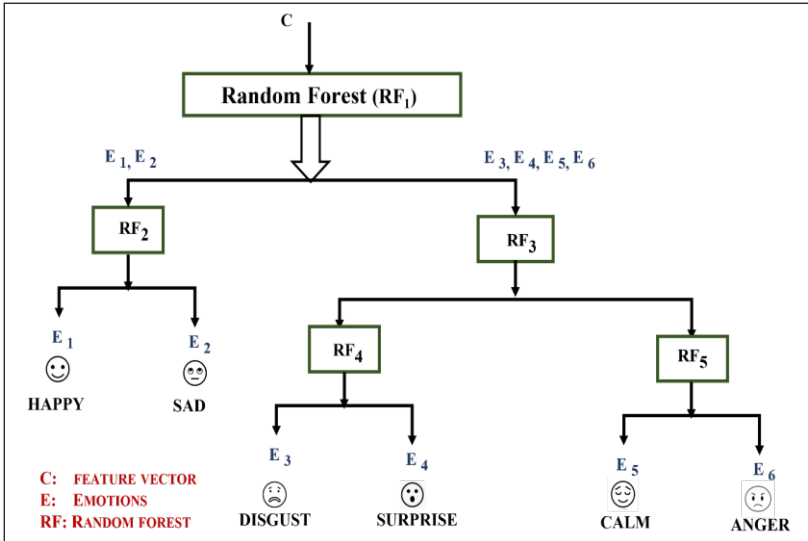 C
Random Forest (RF1)
E 1, E 2
E 3, E 4, E 5, E 6
RF2
RF3
E 1
E 2
RF4
RF5
HAPPY
SAD
E 3
E 4
E 5
E 6
DISGUST
SURPRISE
CALM
ANGER
C: FEATURE VECTOR
E: EMOTIONS
RF: RANDOM FOREST